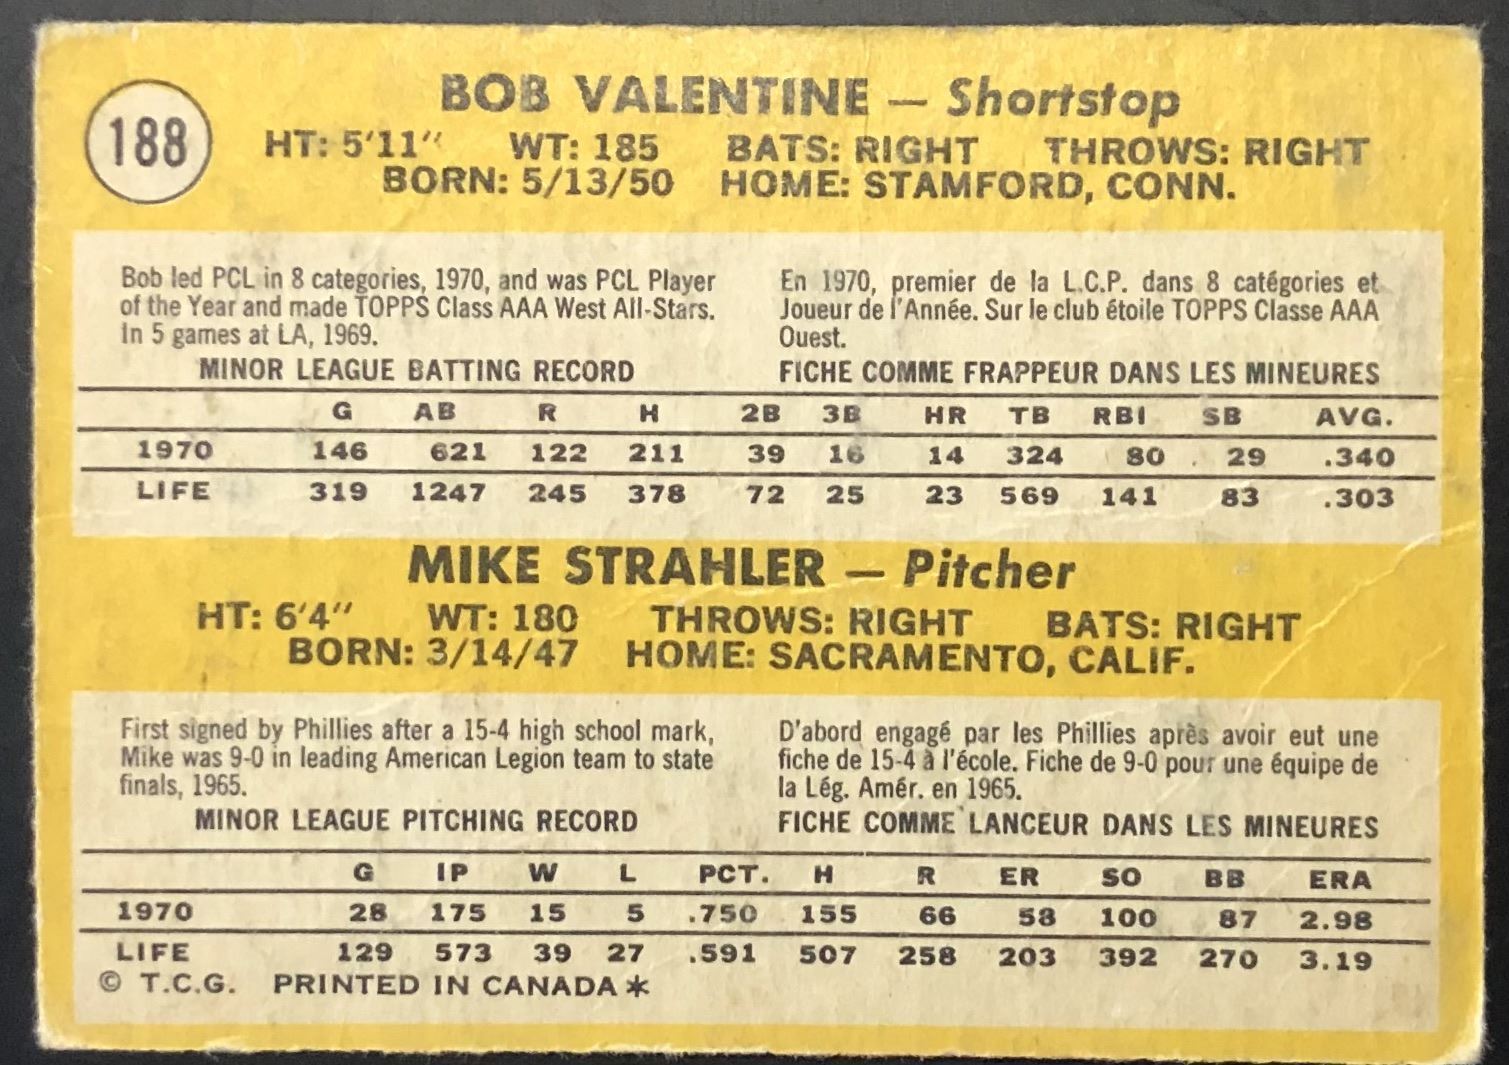 188
BOB VALENTINE — Shortstop
HT: 5'11" WT: 185 BATS: RIGHT THROWS: RIGHT
BORN: 5/13/50 HOME: STAMFORD, CONN.
Bob led PCL in 8 categories, 1970, and was PCL Player
of the Year and made TOPPS Class AAA West All-Stars.
In 5 games at LA, 1969.
MINOR LEAGUE BATTING RECORD
En 1970, premier de la L.C.P. dans 8 catégories et
Joueur de l'Année. Sur le club étoile TOPPS Classe AAA
Ouest.
FICHE COMME FRAPPEUR DANS LES MINEURES
G AB R H 2B 3B HR TB RBI SB AVG.
1970 146 621 122 211 39 16 14 324 80 29 .340
LIFE 319 1247 245 378 72 25 23 569 141 83 .303
MIKE STRAHLER — Pitcher
HT: 6'4" WT: 180 THROWS: RIGHT BATS: RIGHT
BORN: 3/14/47 HOME: SACRAMENTO, CALIF.
First signed by Phillies after a 15-4 high school mark,
Mike was 9-0 in leading American Legion team to state
finals, 1965.
MINOR LEAGUE PITCHING RECORD
D'abord engagé par les Phillies après avoir eut une
fiche de 15-4 à l'école. Fiche de 9-0 pour une équipe de
la Lég. Amér. en 1965.
FICHE COMME LANCEUR DANS LES MINEURES
G IP W L PCT. H R ER SO BB ERA
1970 28 175 15 5 .750 155 66 58 100 87 2.98
LIFE 129 573 39 27 .591 507 258 203 392 270 3.19
© T.C.G. PRINTED IN CANADA *